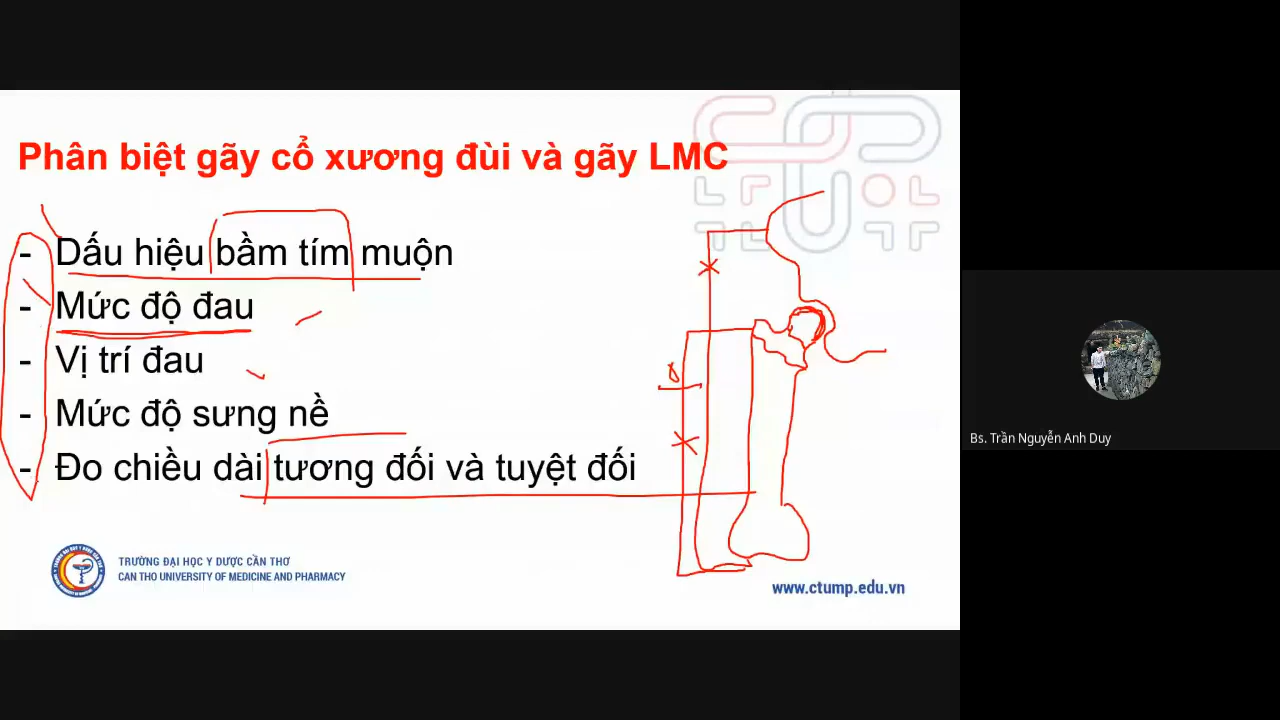 Phân biệt gãy cổ xương đùi và gãy LMC
- Dấu hiệu bầm tím muộn
- Mức độ đau
- Vị trí đau
- Mức độ sưng nề
- Đo chiều dài tương đối và tuyệt đối
Bs. Trần Nguyễn Anh Duy
TRƯỜNG ĐẠI HỌC Y DƯỢC CẦN THƠ
CAN THO UNIVERSITY OF MEDICINE AND PHARMACY
www.ctump.edu.vn